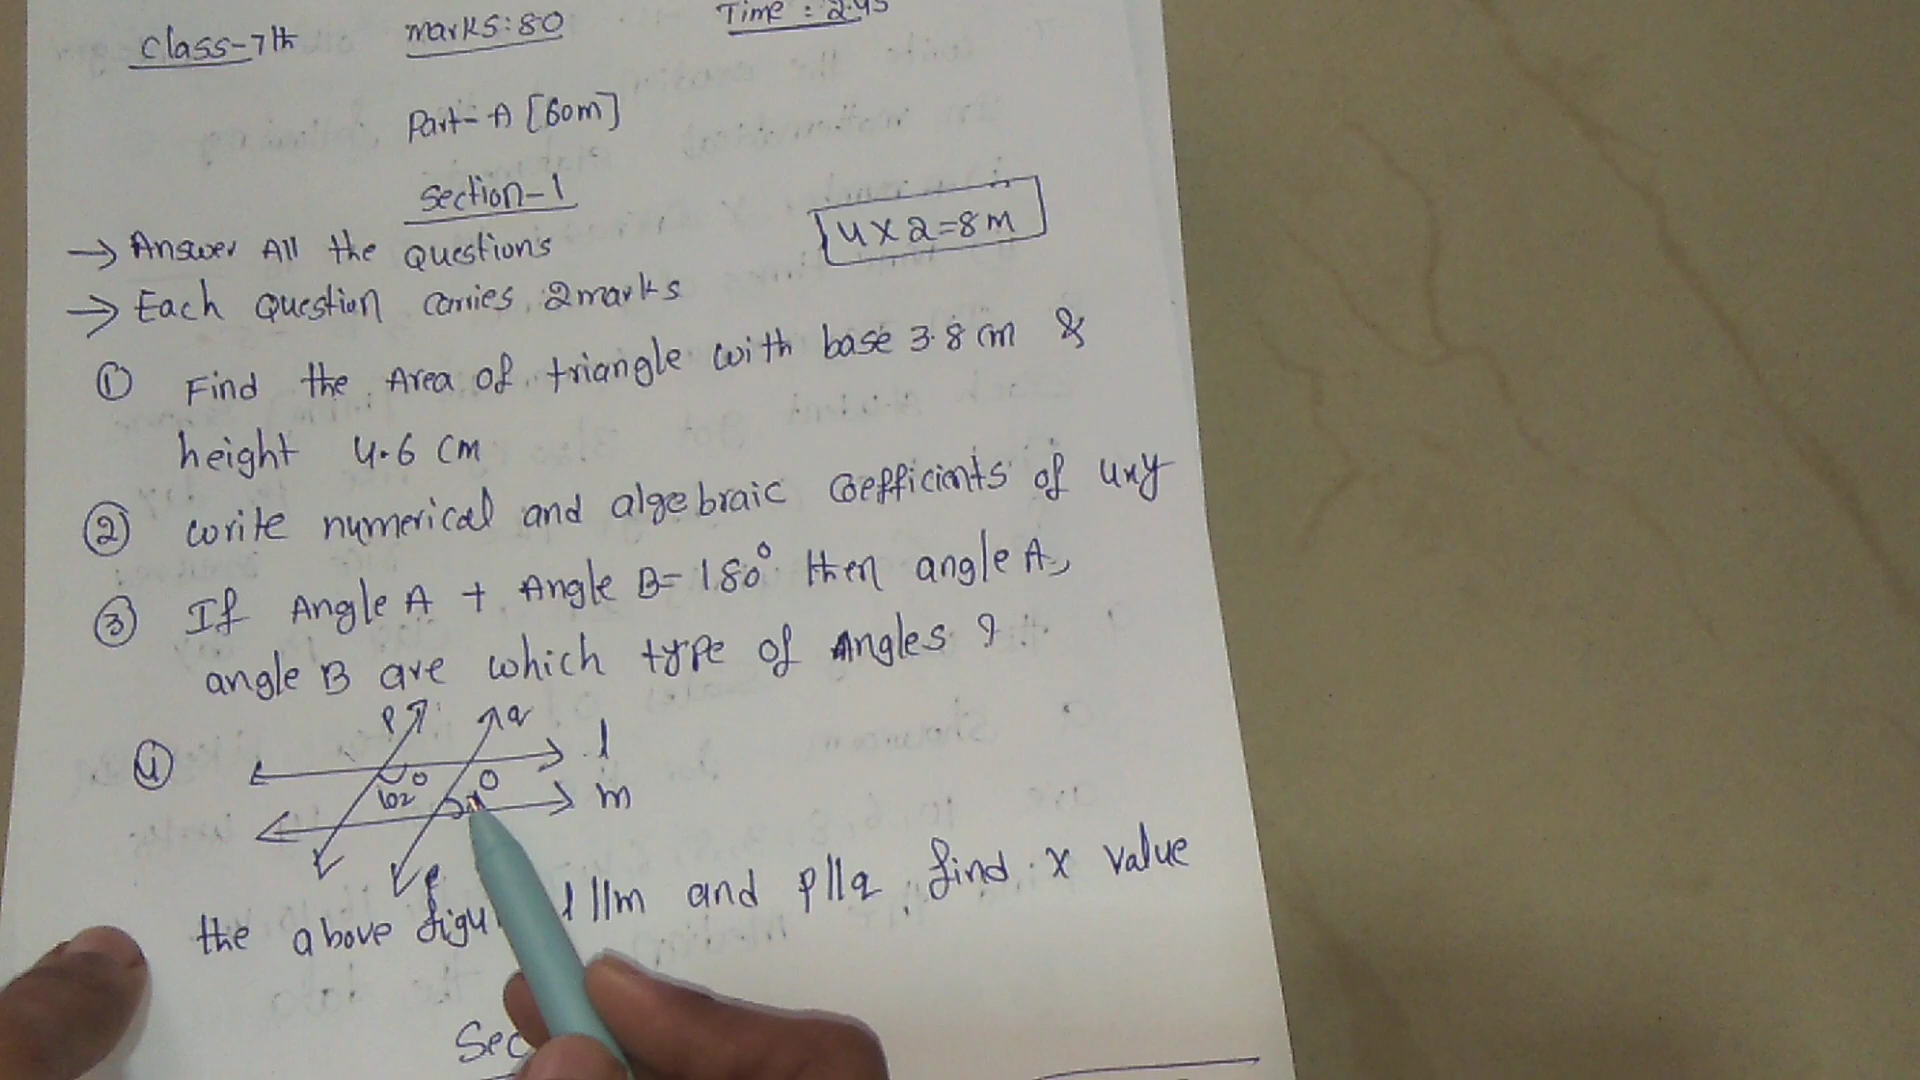 Class-7th Marks:80 Time : 2.45
Part-A [60m]
Section-1
→ Answer All the Questions 4x2=8m
→ Each Question carries 2marks
① Find the Area of triangle with base 3.8 cm &
height 4.6 cm
② write numerical and algebraic coefficients of 4xy
③ If Angle A + Angle B=180° then angle A,
angle B are which type of Angles ?
④ p q l
102° x° m
the above figu l//m and p//q find x value
Sec